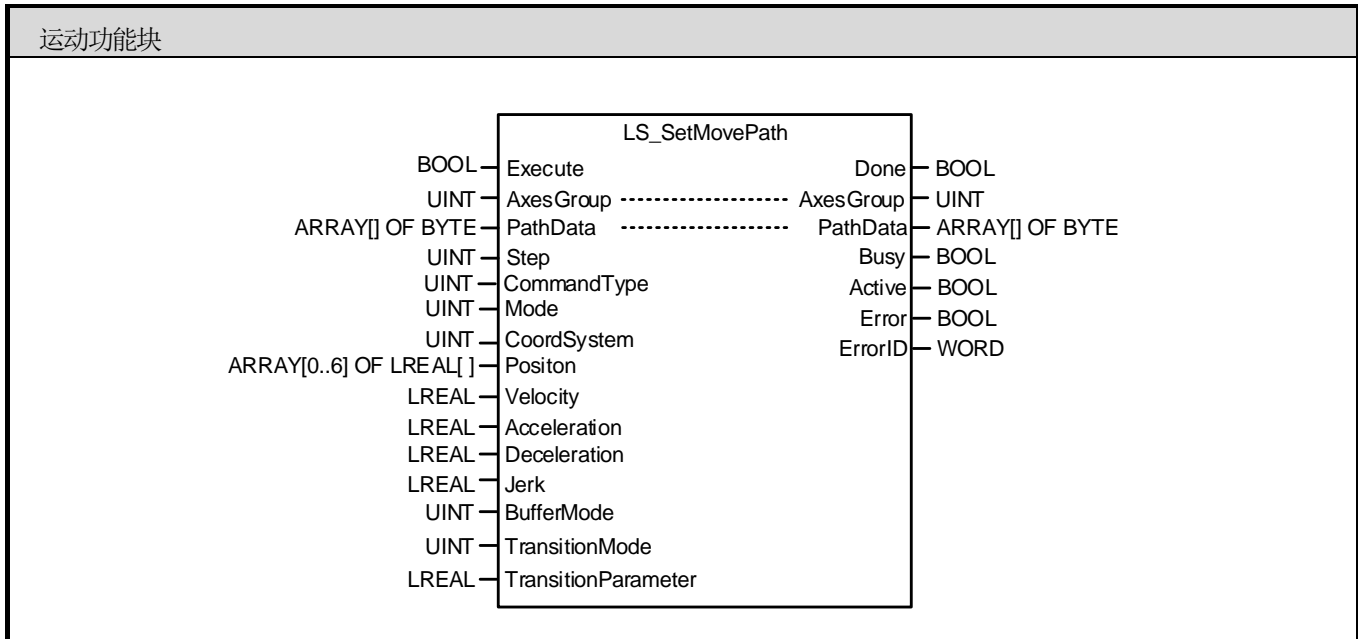 运动功能块
LS_SetMovePath
BOOL Execute Done BOOL
UINT AxesGroup AxesGroup UINT
ARRAY[] OF BYTE PathData PathData ARRAY[] OF BYTE
UINT Step Busy BOOL
UINT CommandType Active BOOL
UINT Mode Error BOOL
UINT CoordSystem ErrorID WORD
ARRAY[0..6] OF LREAL[ ] Positon
LREAL Velocity
LREAL Acceleration
LREAL Deceleration
LREAL Jerk
UINT BufferMode
UINT TransitionMode
LREAL TransitionParameter